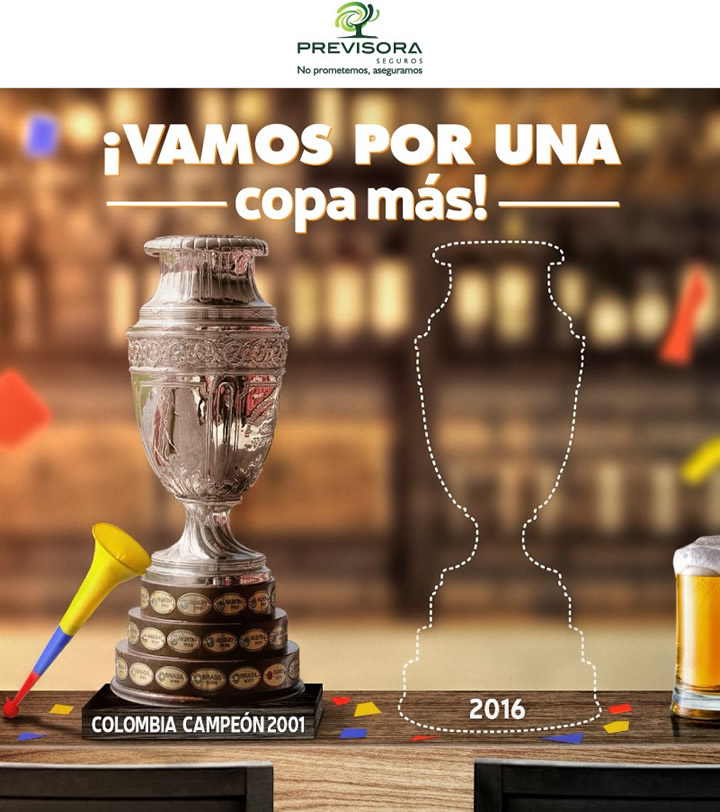 PREVISORA
SEGUROS
No prometemos, aseguramos
¡VAMOS POR UNA
copa más!
COLOMBIA CAMPEÓN 2001
2016